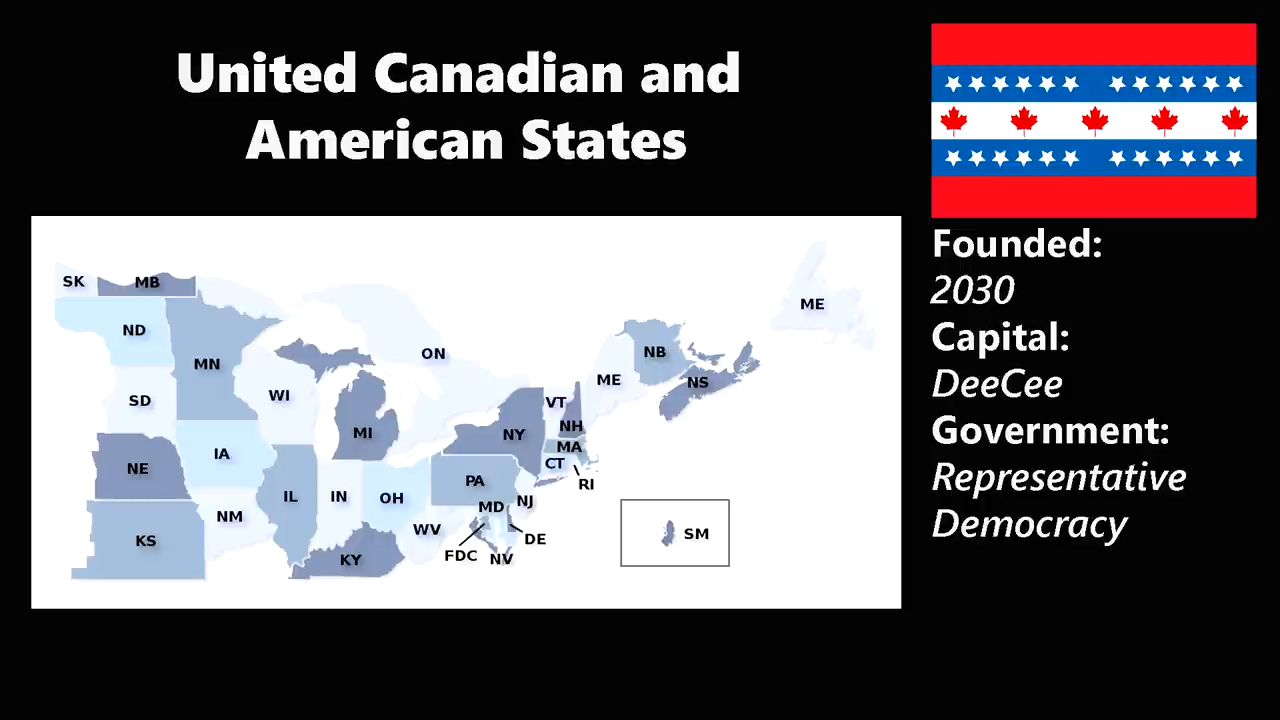 United Canadian and
American States
Founded:
2030
Capital:
DeeCee
Government:
Representative
Democracy
SK
MB
ME
ND
ON
NB
MN
ME
NS
WI
SD
VT
NH
MI
NY
MA
IA
CT
NE
PA
RI
IL
IN
OH
MD
NJ
NM
WV
SM
KS
DE
FDC
NV
KY